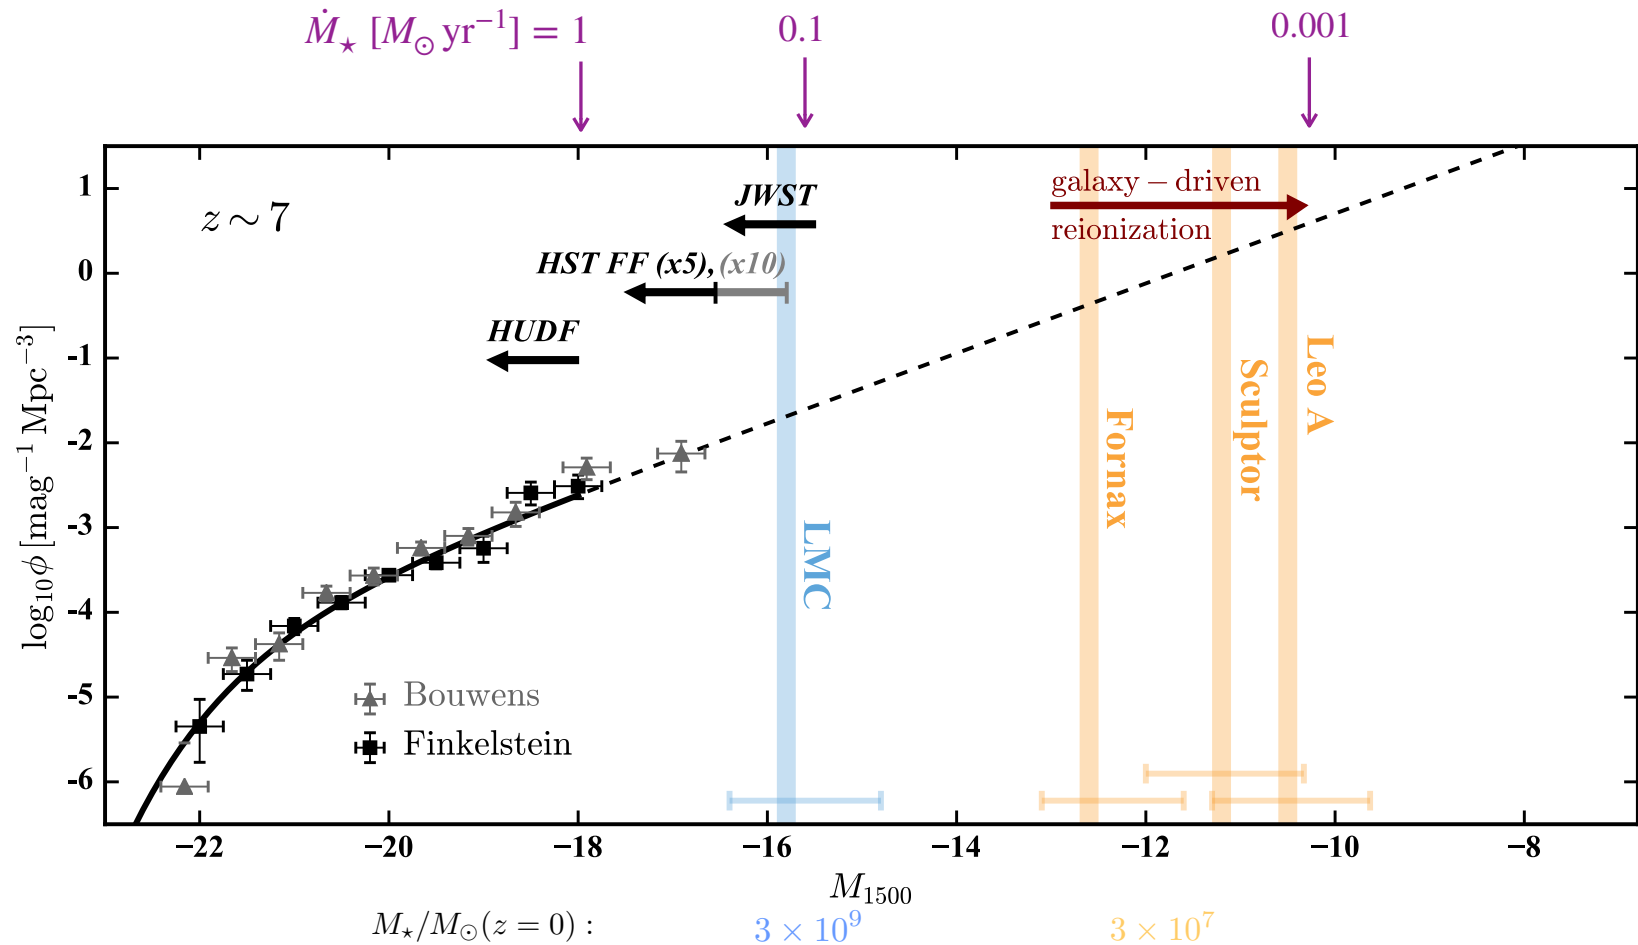 Ṁ⋆ [M⊙ yr⁻¹] = 1
0.1
0.001
z ∼ 7
JWST
galaxy − driven
reionization
HST FF (x5), (x10)
HUDF
Leo A
Sculptor
Fornax
LMC
Bouwens
Finkelstein
log₁₀ϕ [mag⁻¹ Mpc⁻³]
1
0
-1
-2
-3
-4
-5
-6
−22
−20
−18
−16
−14
−12
−10
−8
M₁₅₀₀
M⋆/M⊙(z = 0) :
3 × 10⁹
3 × 10⁷